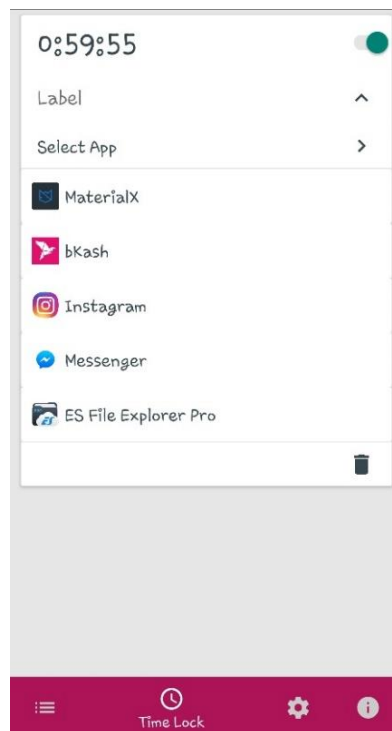 0:59:55
Label
Select App
MaterialX
bKash
Instagram
Messenger
ES File Explorer Pro
Time Lock